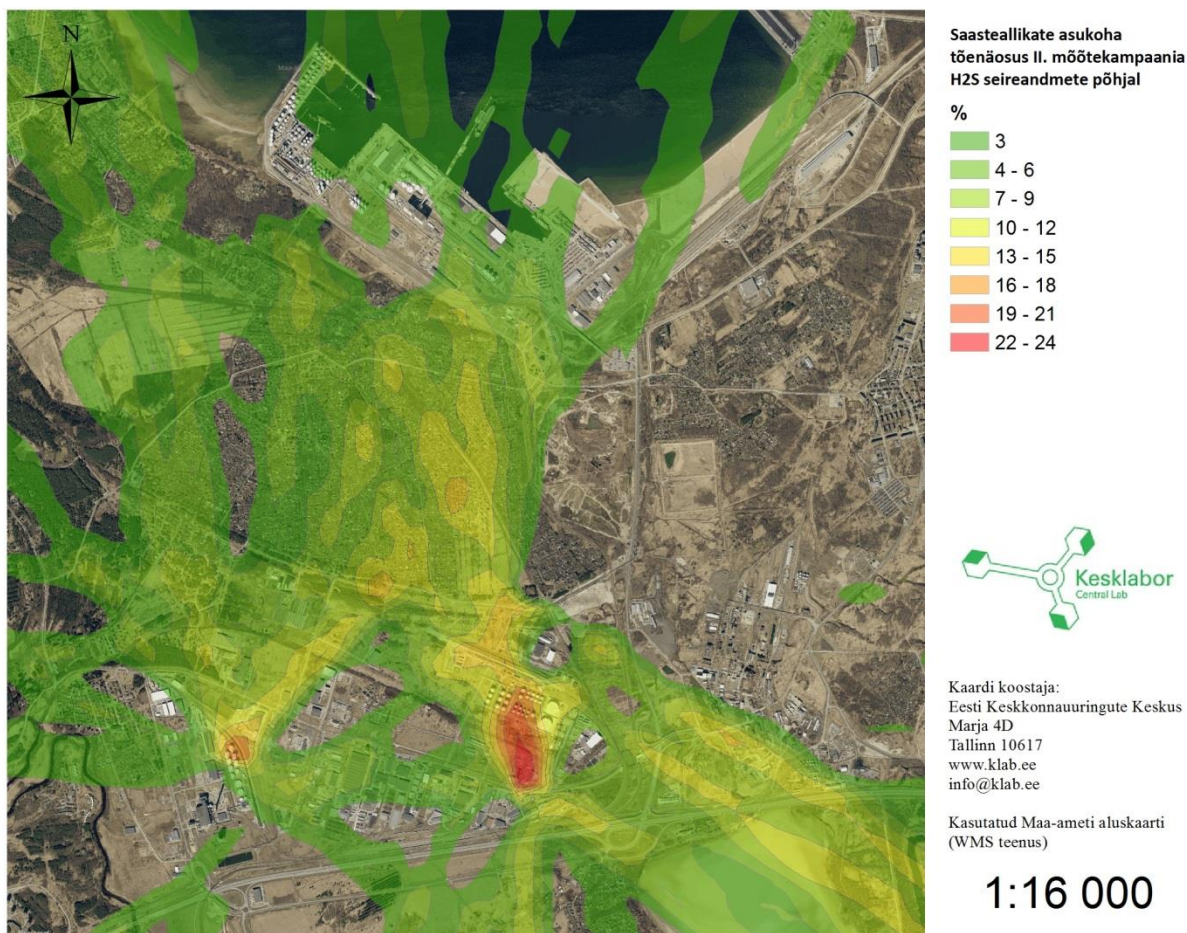 N
Saasteallikate asukoha
tõenäosus II. mõõtekampaania
H2S seireandmete põhjal
%
3
4 - 6
7 - 9
10 - 12
13 - 15
16 - 18
19 - 21
22 - 24
Kesklabor
Central Lab
Kaardi koostaja:
Eesti Keskkonnauuringute Keskus
Marja 4D
Tallinn 10617
www.klab.ee
info@klab.ee
Kasutatud Maa-ameti aluskaarti
(WMS teenus)
1:16 000